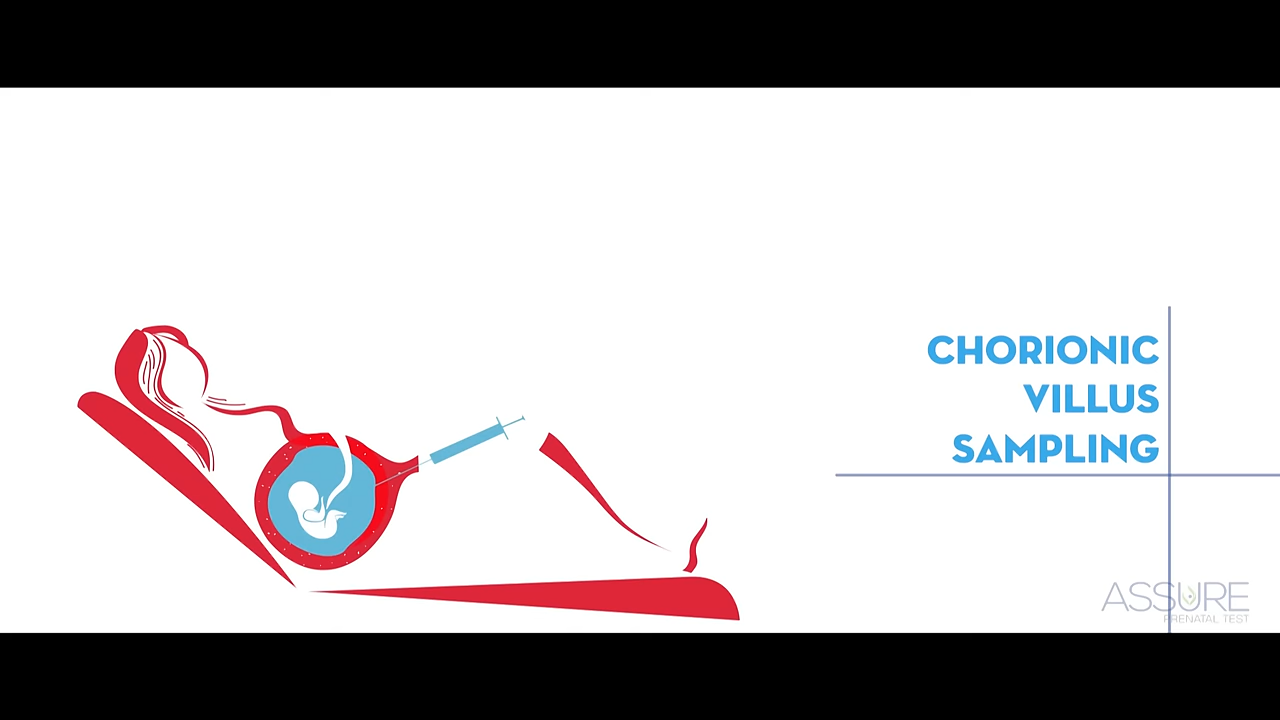 CHORIONIC
VILLUS
SAMPLING
ASSURE
PRENATAL TEST